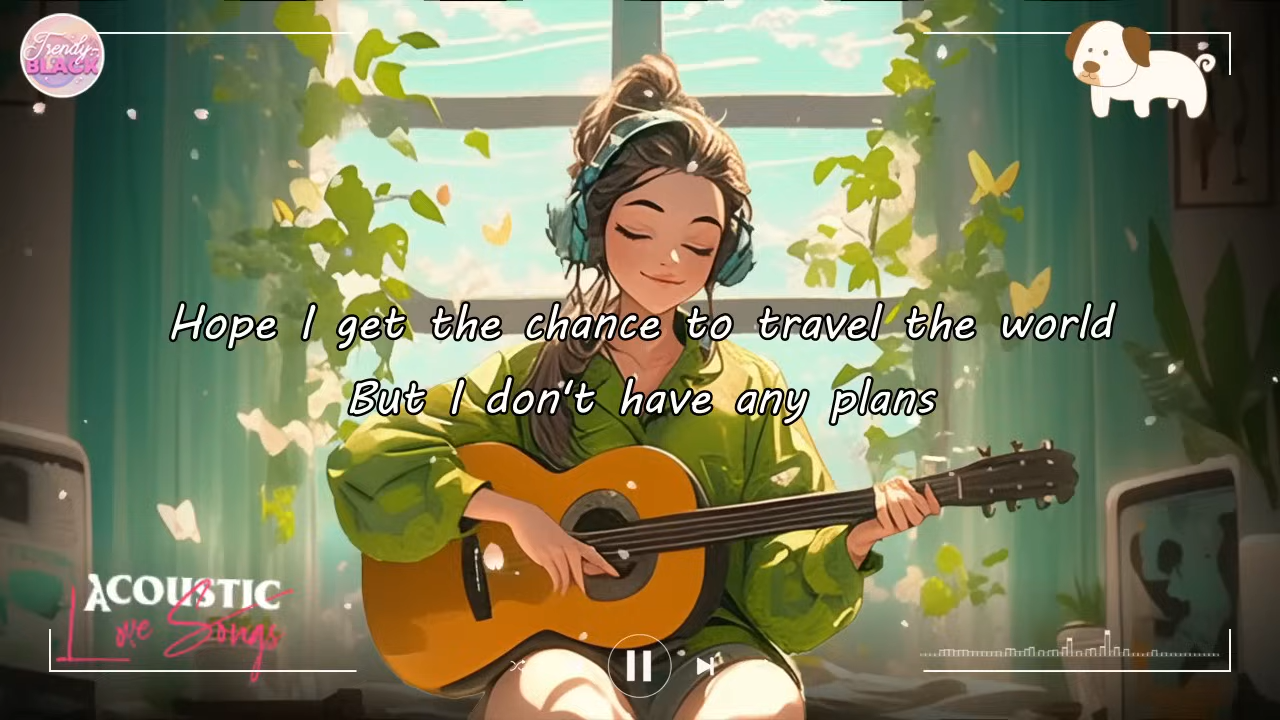 Trendy
BLACK
Hope I get the chance to travel the world
But I don't have any plans
ACOUSTIC
Love Songs